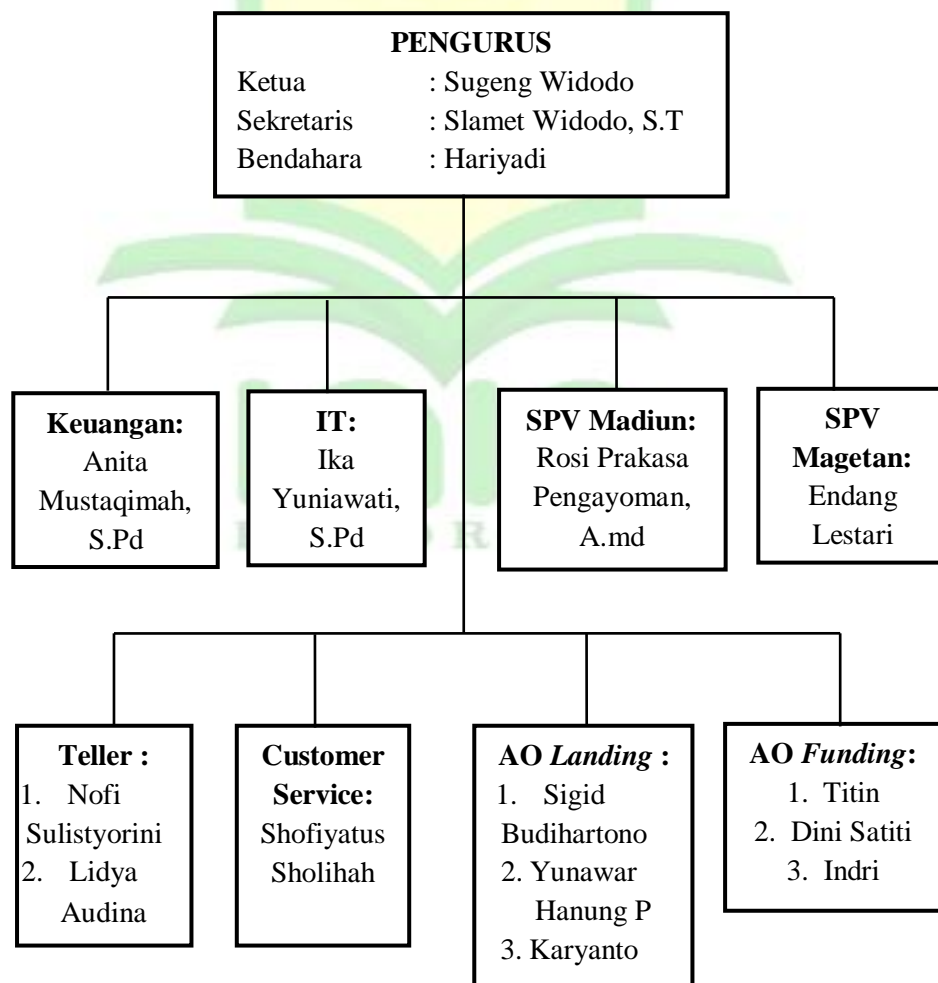 PENGURUS
Ketua : Sugeng Widodo
Sekretaris : Slamet Widodo, S.T
Bendahara : Hariyadi
Keuangan:
Anita
Mustaqimah,
S.Pd
IT:
Ika
Yuniawati,
S.Pd
SPV Madiun:
Rosi Prakasa
Pengayoman,
A.md
SPV
Magetan:
Endang
Lestari
Teller :
1. Nofi
Sulistyorini
2. Lidya
Audina
Customer
Service:
Shofiyatus
Sholihah
AO Landing :
1. Sigid
Budihartono
2. Yunawar
Hanung P
3. Karyanto
AO Funding:
1. Titin
2. Dini Satiti
3. Indri